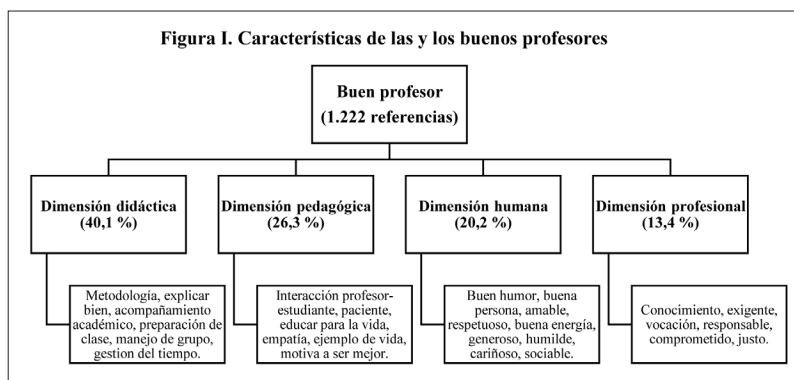 Figura I. Características de las y los buenos profesores
Buen profesor
(1.222 referencias)
Dimensión didáctica
(40,1 %)
Dimensión pedagógica
(26,3 %)
Dimensión humana
(20,2 %)
Dimensión profesional
(13,4 %)
Metodología, explicar
bien, acompañamiento
académico, preparación de
clase, manejo de grupo,
gestion del tiempo.
Interacción profesor-
estudiante, paciente,
educar para la vida,
empatía, ejemplo de vida,
motiva a ser mejor.
Buen humor, buena
persona, amable,
respetuoso, buena energía,
generoso, humilde,
cariñoso, sociable.
Conocimiento, exigente,
vocación, responsable,
comprometido, justo.